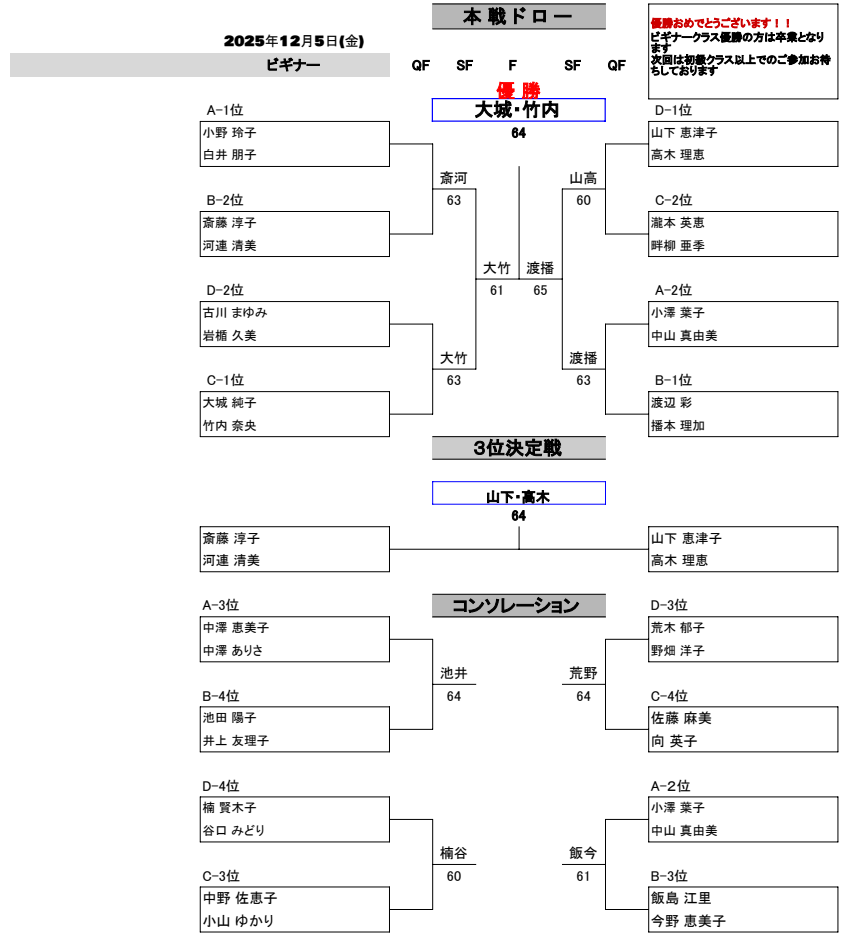 本 戦 ド ロ ー
優勝おめでとうございます！！
ビギナークラス優勝の方は卒業となり
ます
次回は初級クラス以上でのご参加お待
ちしております
2025年12月5日(金)
ビギナー
QF SF F SF QF
優 勝
大城・竹内
64
A-1位
小野 玲子
白井 朋子
D-1位
山下 恵津子
高木 理恵
斎河
63
山高
60
B-2位
斎藤 淳子
河連 清美
C-2位
瀧本 英恵
畔柳 亜季
大竹
61
渡播
65
D-2位
古川 まゆみ
岩楯 久美
A-2位
小澤 葉子
中山 真由美
大竹
63
渡播
63
C-1位
大城 純子
竹内 奈央
B-1位
渡辺 彩
播本 理加
3位決定戦
山下・高木
64
斎藤 淳子
河連 清美
山下 恵津子
高木 理恵
コンソレーション
A-3位
中澤 恵美子
中澤 ありさ
D-3位
荒木 郁子
野畑 洋子
池井
64
荒野
64
B-4位
池田 陽子
井上 友理子
C-4位
佐藤 麻美
向 英子
D-4位
楠 賢木子
谷口 みどり
A-2位
小澤 葉子
中山 真由美
楠谷
60
飯今
61
C-3位
中野 佐恵子
小山 ゆかり
B-3位
飯島 江里
今野 恵美子